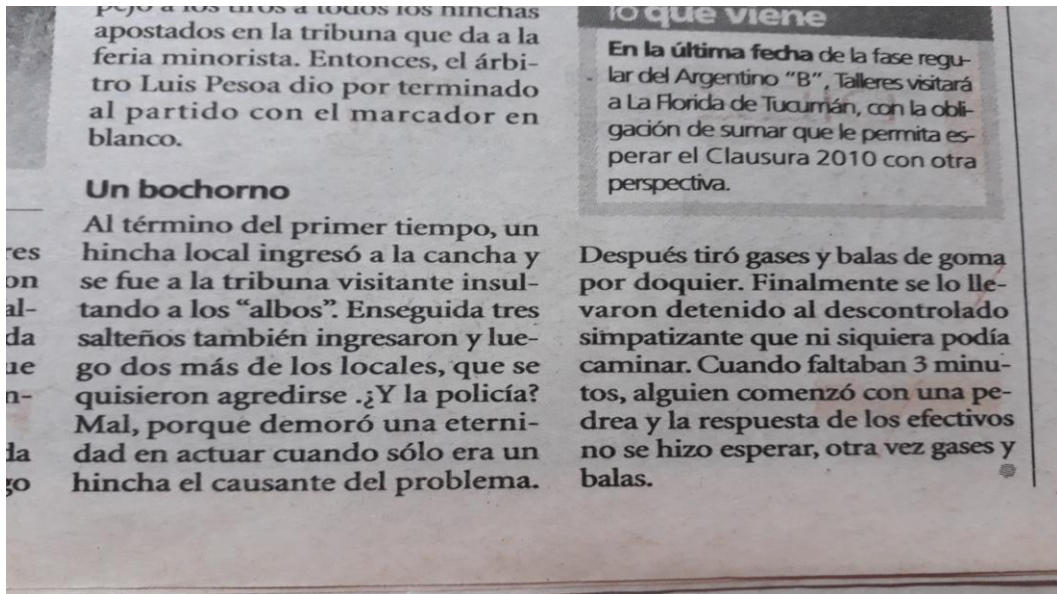 pejó a los tiros a todos los hinchas
apostados en la tribuna que da a la
feria minorista. Entonces, el árbi-
tro Luis Pesoa dio por terminado
al partido con el marcador en
blanco.
Un bochorno
Al término del primer tiempo, un
hincha local ingresó a la cancha y
se fue a la tribuna visitante insul-
tando a los “albos”. Enseguida tres
salteños también ingresaron y lue-
go dos más de los locales, que se
quisieron agredirse .¿Y la policía?
Mal, porque demoró una eterni-
dad en actuar cuando sólo era un
hincha el causante del problema.
lo que viene
En la última fecha de la fase regu-
lar del Argentino “B”, Talleres visitará
a La Florida de Tucumán, con la obli-
gación de sumar que le permita es-
perar el Clausura 2010 con otra
perspectiva.
Después tiró gases y balas de goma
por doquier. Finalmente se lo lle-
varon detenido al descontrolado
simpatizante que ni siquiera podía
caminar. Cuando faltaban 3 minu-
tos, alguien comenzó con una pe-
drea y la respuesta de los efectivos
no se hizo esperar, otra vez gases y
balas.